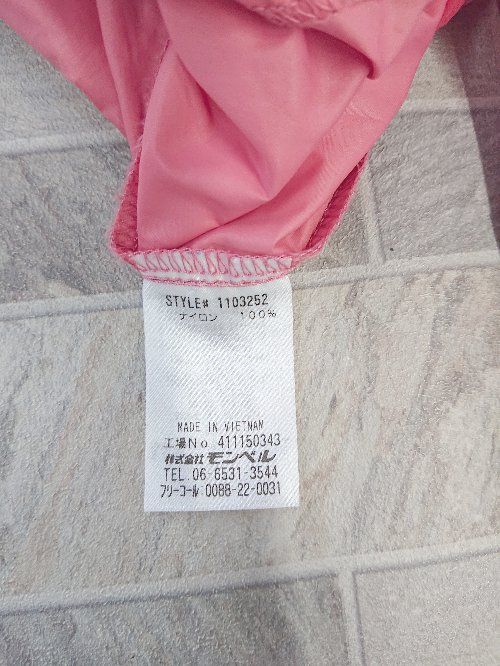 STYLE# 1103252
ナイロン 100%
MADE IN VIETNAM
工場No 411150343
株式会社 モンベル
TEL. 06-6531-3544
フリーコール 0088-22-0031